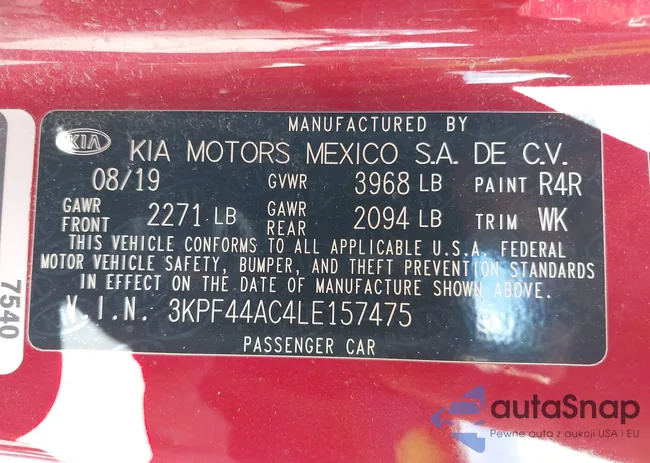 MANUFACTURED BY
KIA KIA MOTORS MEXICO S.A. DE C.V.
08/19 GVWR 3968 LB PAINT R4R
GAWR FRONT 2271 LB GAWR REAR 2094 LB TRIM WK
THIS VEHICLE CONFORMS TO ALL APPLICABLE U.S.A. FEDERAL
MOTOR VEHICLE SAFETY, BUMPER, AND THEFT PREVENTION STANDARDS
IN EFFECT ON THE DATE OF MANUFACTURE SHOWN ABOVE.
V.I.N. 3KPF44AC4LE157475
PASSENGER CAR
7540
autaSnap
Pewne auta z aukcji USA i EU